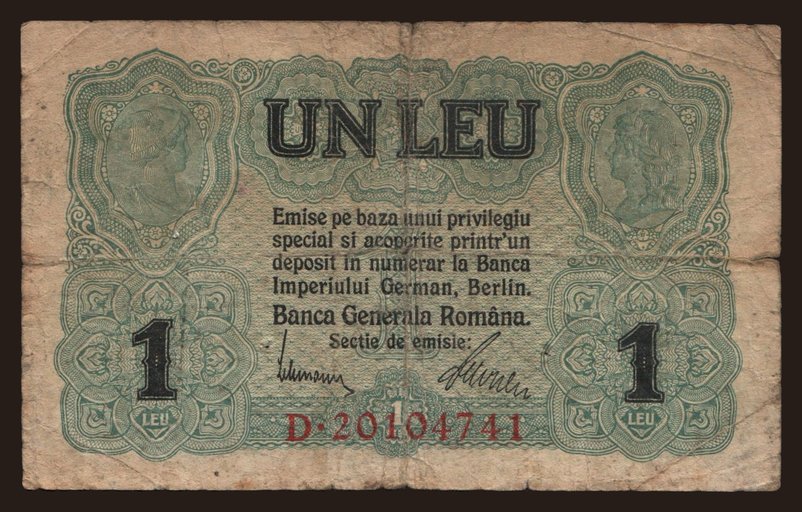 UN LEU
Emise pe baza unui privilegiu
special si acoperite printr'un
deposit in numerar la Banca
Imperiului German, Berlin.
Banca Generala Româna.
Sectie de emisie:
1
1
LEU
LEU
1
D·20104741